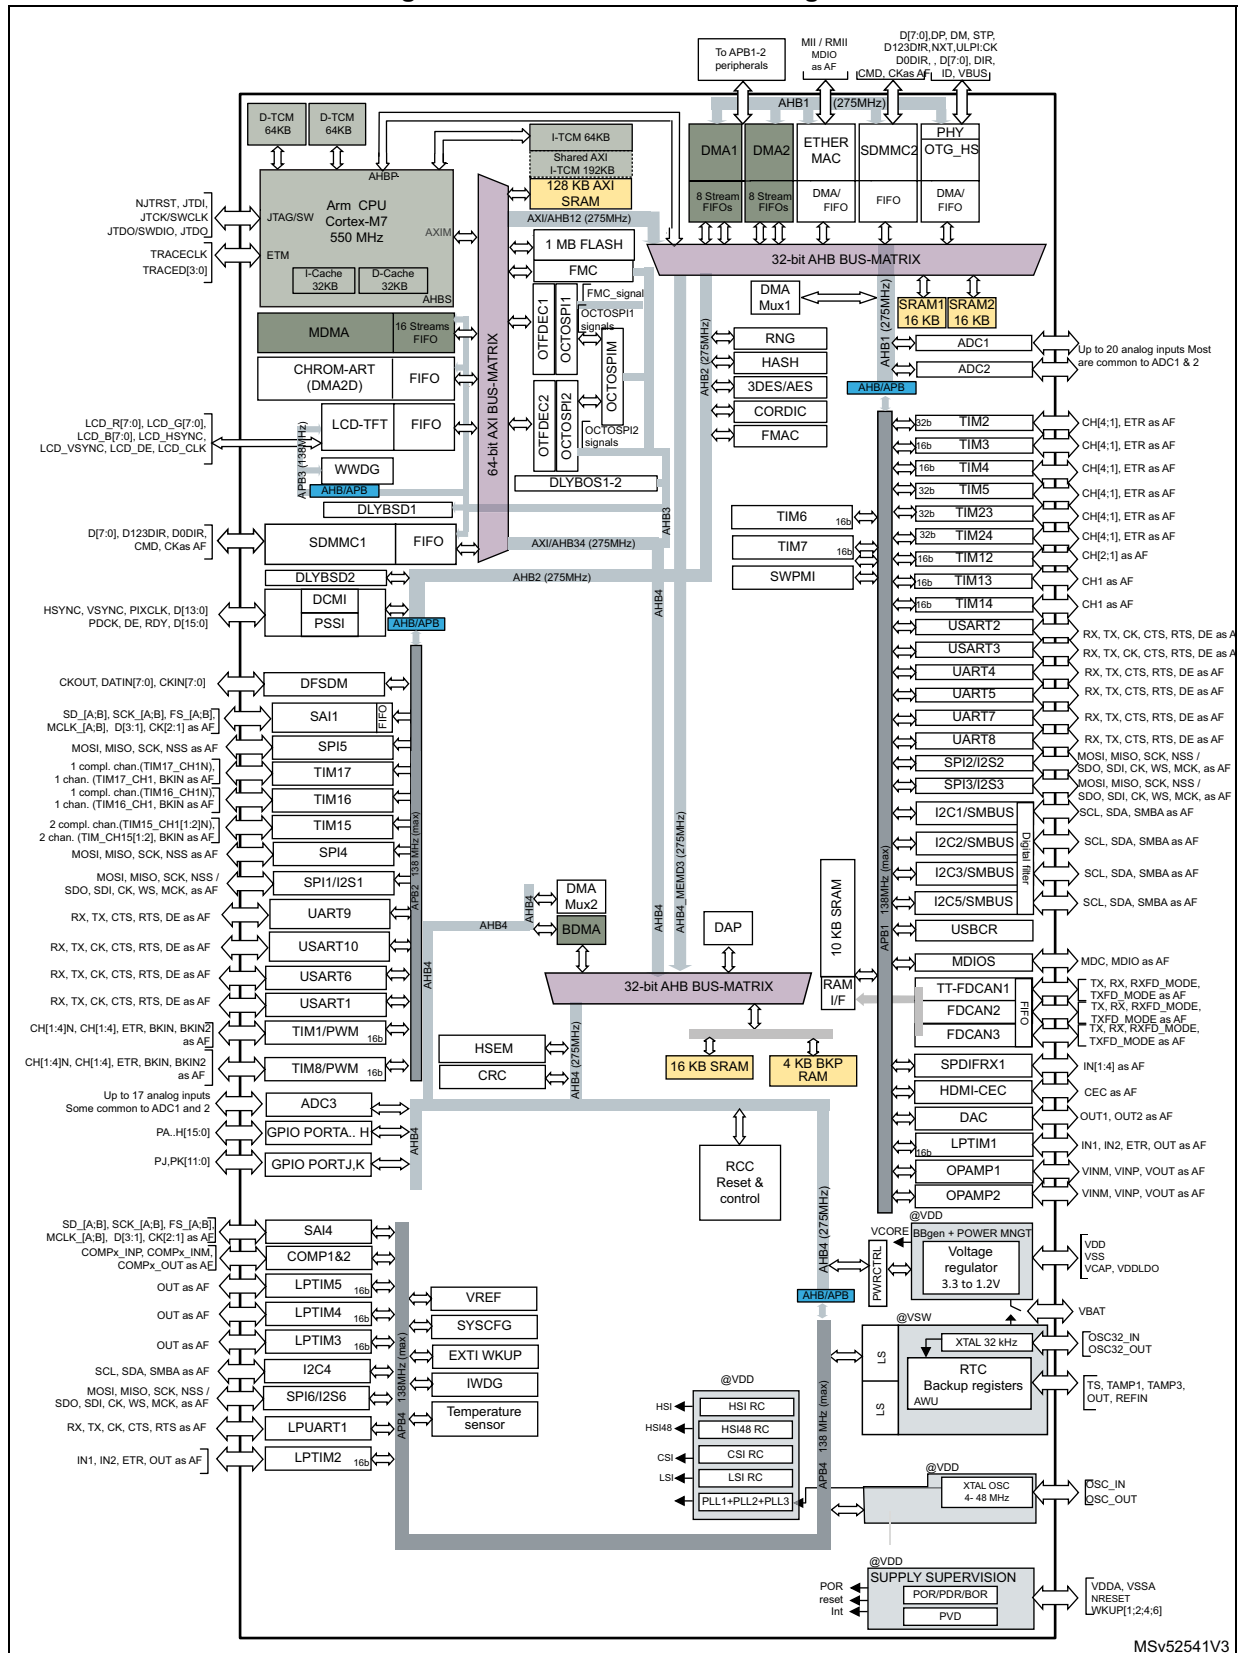 To APB1-2
peripherals
MII / RMII
MDIO
as AF
D[7:0],DP, DM, STP,
D123DIR,NXT,ULPI:CK
D0DIR, , D[7:0], DIR,
CMD, CKas AF
ID, VBUS
AHB1 (275MHz)
D-TCM
64KB
D-TCM
64KB
I-TCM 64KB
Shared AXI
I-TCM 192KB
128 KB AXI
SRAM
DMA1
8 Stream
FIFOs
DMA2
8 Stream
FIFOs
ETHER
MAC
DMA/
FIFO
SDMMC2
FIFO
PHY
OTG_HS
DMA/
FIFO
AHBP
Arm CPU
Cortex-M7
550 MHz
JTAG/SW
ETM
AXIM
AHBS
I-Cache
32KB
D-Cache
32KB
NJTRST, JTDI,
JTCK/SWCLK
JTDO/SWDIO, JTDO
TRACECLK
TRACED[3:0]
AXI/AHB12 (275MHz)
1 MB FLASH
FMC
FMC_signal
32-bit AHB BUS-MATRIX
DMA
Mux1
SRAM1
16 KB
SRAM2
16 KB
AHB1 (275MHz)
MDMA
16 Streams
FIFO
CHROM-ART
(DMA2D)
FIFO
LCD-TFT
FIFO
WWDG
AHB/APB
APB3 (138MHz)
DLYBSD1
SDMMC1
FIFO
64-bit AXI BUS-MATRIX
OTFDEC1
OCTOSPI1
OCTOSPI1
signals
OCTOSPIM
OTFDEC2
OCTOSPI2
OCTOSPI2
signals
DLYBOS1-2
AHB3
AXI/AHB34 (275MHz)
LCD_R[7:0], LCD_G[7:0],
LCD_B[7:0], LCD_HSYNC,
LCD_VSYNC, LCD_DE, LCD_CLK
D[7:0], D123DIR, D0DIR,
CMD, CKas AF
AHB2 (275MHz)
RNG
HASH
3DES/AES
CORDIC
FMAC
ADC1
ADC2
Up to 20 analog inputs Most
are common to ADC1 & 2
AHB/APB
32b TIM2
CH[4;1], ETR as AF
16b TIM3
CH[4;1], ETR as AF
16b TIM4
CH[4;1], ETR as AF
32b TIM5
CH[4;1], ETR as AF
32b TIM23
CH[4;1], ETR as AF
32b TIM24
CH[4;1], ETR as AF
16b TIM12
CH[2;1] as AF
16b TIM13
CH1 as AF
16b TIM14
CH1 as AF
TIM6 16b
TIM7 16b
SWPMI
USART2
RX, TX, CK, CTS, RTS, DE as A
USART3
RX, TX, CK, CTS, RTS, DE as A
UART4
RX, TX, CTS, RTS, DE as AF
UART5
RX, TX, CTS, RTS, DE as AF
UART7
RX, TX, CTS, RTS, DE as AF
UART8
RX, TX, CTS, RTS, DE as AF
SPI2/I2S2
MOSI, MISO, SCK, NSS /
SDO, SDI, CK, WS, MCK, as AF
SPI3/I2S3
MOSI, MISO, SCK, NSS /
SDO, SDI, CK, WS, MCK, as AF
I2C1/SMBUS
SCL, SDA, SMBA as AF
I2C2/SMBUS
SCL, SDA, SMBA as AF
I2C3/SMBUS
SCL, SDA, SMBA as AF
I2C5/SMBUS
SCL, SDA, SMBA as AF
Digital filter
USBCR
MDIOS
MDC, MDIO as AF
TT-FDCAN1
TX, RX, RXFD_MODE,
TXFD_MODE as AF
FDCAN2
TX, RX, RXFD_MODE,
TXFD_MODE as AF
FDCAN3
TX, RX, RXFD_MODE,
TXFD_MODE as AF
FIFO
SPDIFRX1
IN[1:4] as AF
HDMI-CEC
CEC as AF
DAC
OUT1, OUT2 as AF
LPTIM1
16b
IN1, IN2, ETR, OUT as AF
OPAMP1
VINM, VINP, VOUT as AF
OPAMP2
VINM, VINP, VOUT as AF
APB1 138MHz (max)
10 KB SRAM
RAM
I/F
DLYBSD2
AHB2 (275MHz)
DCMI
PSSI
HSYNC, VSYNC, PIXCLK, D[13:0]
PDCK, DE, RDY, D[15:0]
AHB/APB
CKOUT, DATIN[7:0], CKIN[7:0]
DFSDM
SD_[A;B], SCK_[A;B], FS_[A;B],
MCLK_[A;B], D[3:1], CK[2:1] as AF
SAI1
FIFO
MOSI, MISO, SCK, NSS as AF
SPI5
1 compl. chan.(TIM17_CH1N),
1 chan. (TIM17_CH1, BKIN as AF
TIM17
1 compl. chan.(TIM16_CH1N),
1 chan. (TIM16_CH1, BKIN as AF
TIM16
2 compl. chan.(TIM15_CH1[1:2]N),
2 chan. (TIM_CH15[1:2], BKIN as AF
TIM15
MOSI, MISO, SCK, NSS as AF
SPI4
MOSI, MISO, SCK, NSS /
SDO, SDI, CK, WS, MCK, as AF
SPI1/I2S1
RX, TX, CTS, RTS, DE as AF
UART9
RX, TX, CK, CTS, RTS, DE as AF
USART10
RX, TX, CK, CTS, RTS, DE as AF
USART6
RX, TX, CK, CTS, RTS, DE as AF
USART1
CH[1:4]N, CH[1:4], ETR, BKIN, BKIN2
as AF
TIM1/PWM 16b
CH[1:4]N, CH[1:4], ETR, BKIN, BKIN2
as AF
TIM8/PWM 16b
APB2 138 MHz (max)
Up to 17 analog inputs
Some common to ADC1 and 2
ADC3
PA..H[15:0]
GPIO PORTA.. H
PJ,PK[11:0]
GPIO PORTJ,K
AHB4
AHB4
AHB4
AHB4
AHB4
AHB4
AHB4_MEMD3 (275MHz)
DMA
Mux2
BDMA
DAP
32-bit AHB BUS-MATRIX
HSEM
CRC
AHB4 (275MHz)
16 KB SRAM
4 KB BKP
RAM
RCC
Reset &
control
AHB4 (275MHz)
AHB/APB
SD_[A;B], SCK_[A;B], FS_[A;B],
MCLK_[A;B], D[3:1], CK[2:1] as AF
SAI4
COMPx_INP, COMPx_INM,
COMPx_OUT as AF
COMP1&2
OUT as AF
LPTIM5 16b
OUT as AF
LPTIM4 16b
OUT as AF
LPTIM3 16b
SCL, SDA, SMBA as AF
I2C4
MOSI, MISO, SCK, NSS /
SDO, SDI, CK, WS, MCK, as AF
SPI6/I2S6
RX, TX, CK, CTS, RTS as AF
LPUART1
IN1, IN2, ETR, OUT as AF
LPTIM2 16b
APB4 138MHz (max)
VREF
SYSCFG
EXTI WKUP
IWDG
Temperature
sensor
@VDD
HSI
HSI RC
HSI48
HSI48 RC
CSI
CSI RC
LSI
LSI RC
PLL1+PLL2+PLL3
APB4 138 MHz (max)
@VDD
VCORE
BBgen + POWER MNGT
Voltage
regulator
3.3 to 1.2V
PWRCTRL
VDD
VSS
VCAP, VDDLDO
VBAT
@VSW
LS
LS
XTAL 32 kHz
RTC
Backup registers
AWU
OSC32_IN
OSC32_OUT
TS, TAMP1, TAMP3,
OUT, REFIN
@VDD
XTAL OSC
4- 48 MHz
OSC_IN
OSC_OUT
@VDD
SUPPLY SUPERVISION
POR
reset
Int
POR/PDR/BOR
PVD
VDDA, VSSA
NRESET
WKUP[1;2;4;6]
MSv52541V3